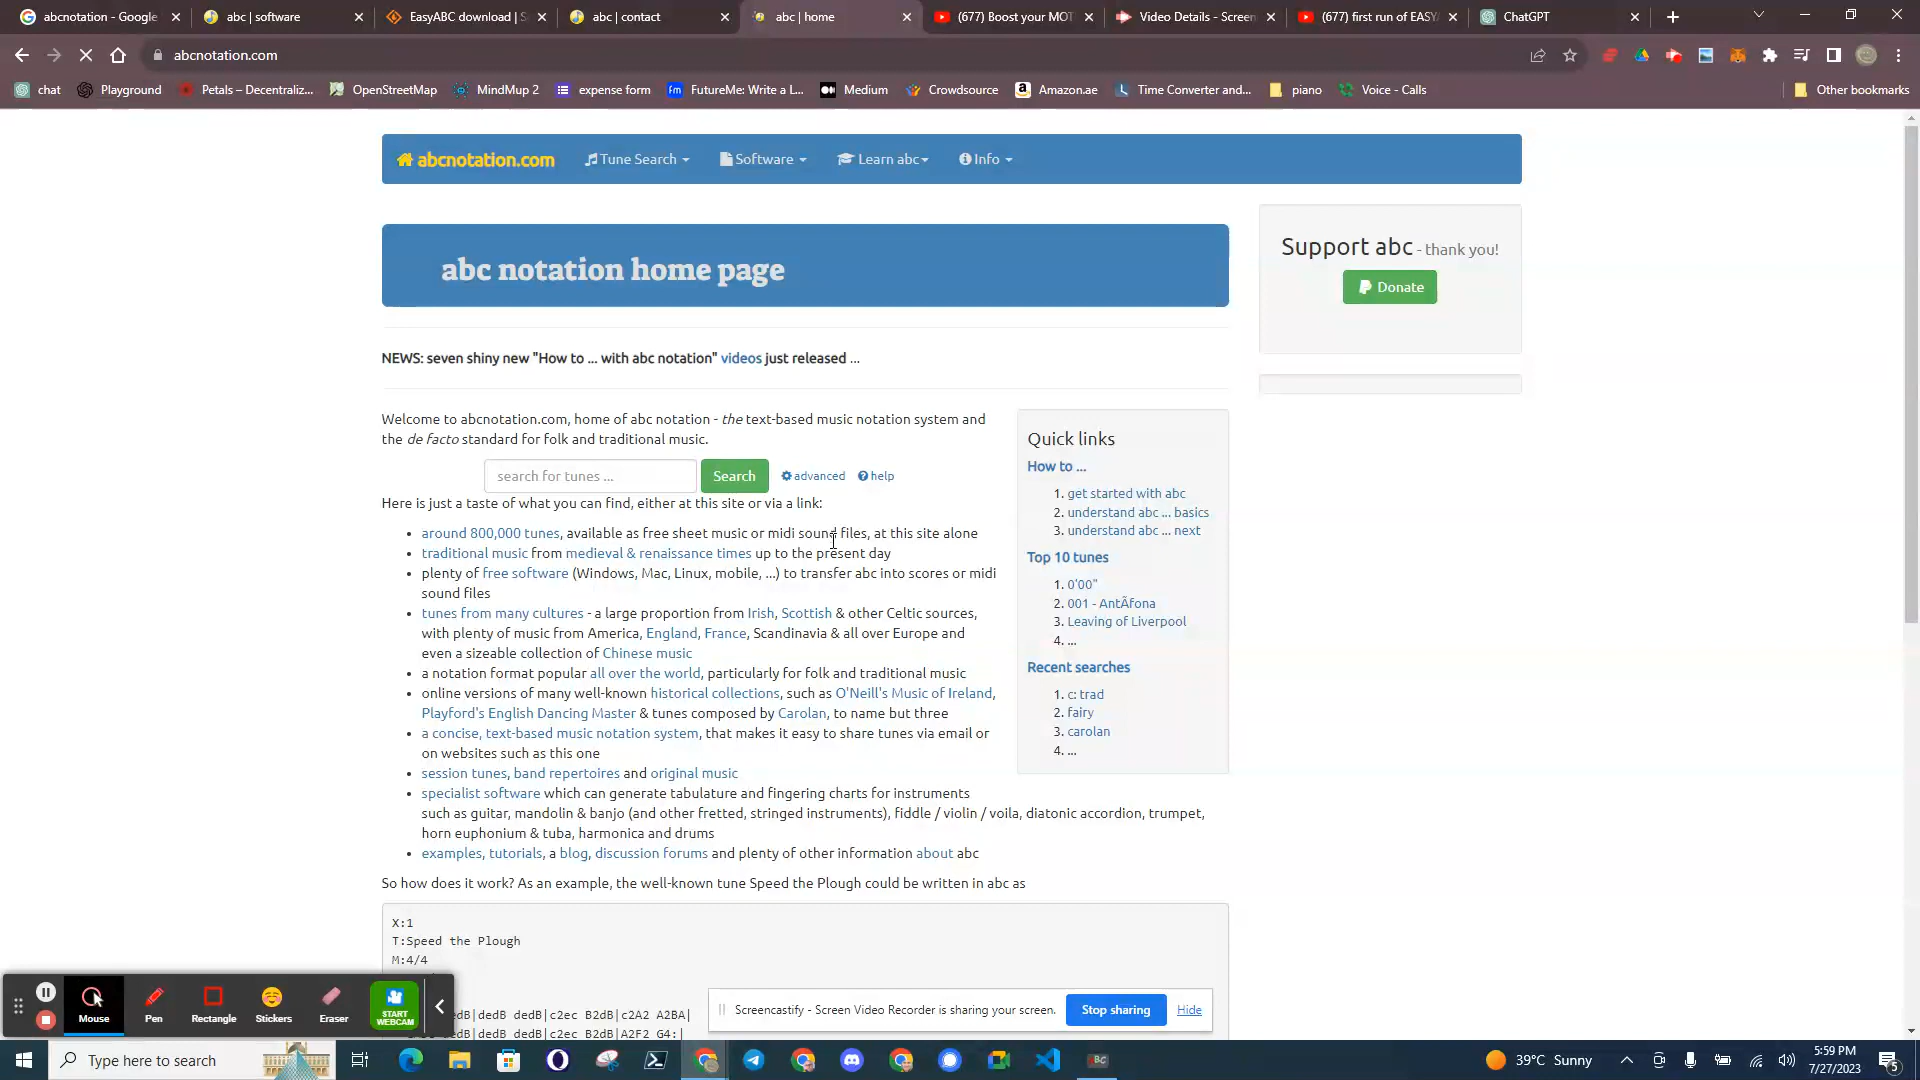 abcnotation - Google
abc | software
EasyABC download | S
abc | contact
abc | home
(677) Boost your MOT
Video Details - Screen
(677) first run of EASY
ChatGPT
abcnotation.com
chat
Playground
Petals – Decentraliz...
OpenStreetMap
MindMup 2
expense form
FutureMe: Write a L...
Medium
Crowdsource
Amazon.ae
Time Converter and...
piano
Voice - Calls
Other bookmarks
abcnotation.com
Tune Search
Software
Learn abc
Info
abc notation home page
Support abc - thank you!
Donate
NEWS: seven shiny new "How to ... with abc notation" videos just released ...
Welcome to abcnotation.com, home of abc notation - the text-based music notation system and
the de facto standard for folk and traditional music.
search for tunes ...
Search
advanced
help
Here is just a taste of what you can find, either at this site or via a link:
around 800,000 tunes, available as free sheet music or midi sound files, at this site alone
traditional music from medieval & renaissance times up to the present day
plenty of free software (Windows, Mac, Linux, mobile, ...) to transfer abc into scores or midi
sound files
tunes from many cultures - a large proportion from Irish, Scottish & other Celtic sources,
with plenty of music from America, England, France, Scandinavia & all over Europe and
even a sizeable collection of Chinese music
a notation format popular all over the world, particularly for folk and traditional music
online versions of many well-known historical collections, such as O'Neill's Music of Ireland,
Playford's English Dancing Master & tunes composed by Carolan, to name but three
a concise, text-based music notation system, that makes it easy to share tunes via email or
on websites such as this one
session tunes, band repertoires and original music
specialist software which can generate tabulature and fingering charts for instruments
such as guitar, mandolin & banjo (and other fretted, stringed instruments), fiddle / violin / voila, diatonic accordion, trumpet,
horn euphonium & tuba, harmonica and drums
examples, tutorials, a blog, discussion forums and plenty of other information about abc
Quick links
How to ...
1. get started with abc
2. understand abc ... basics
3. understand abc ... next
Top 10 tunes
1. 0'00"
2. 001 - AntÃfona
3. Leaving of Liverpool
4. ...
Recent searches
1. c: trad
2. fairy
3. carolan
4. ...
So how does it work? As an example, the well-known tune Speed the Plough could be written in abc as
X:1
T:Speed the Plough
M:4/4
edB|dedB dedB|c2ec B2dB|c2A2 A2BA|
dedB|dedB dedB|c2ec B2dB|A2F2 G4:|
Mouse
Pen
Rectangle
Stickers
Eraser
START
WEBCAM
Screencastify - Screen Video Recorder is sharing your screen.
Stop sharing
Hide
Type here to search
39°C Sunny
5:59 PM
7/27/2023
5